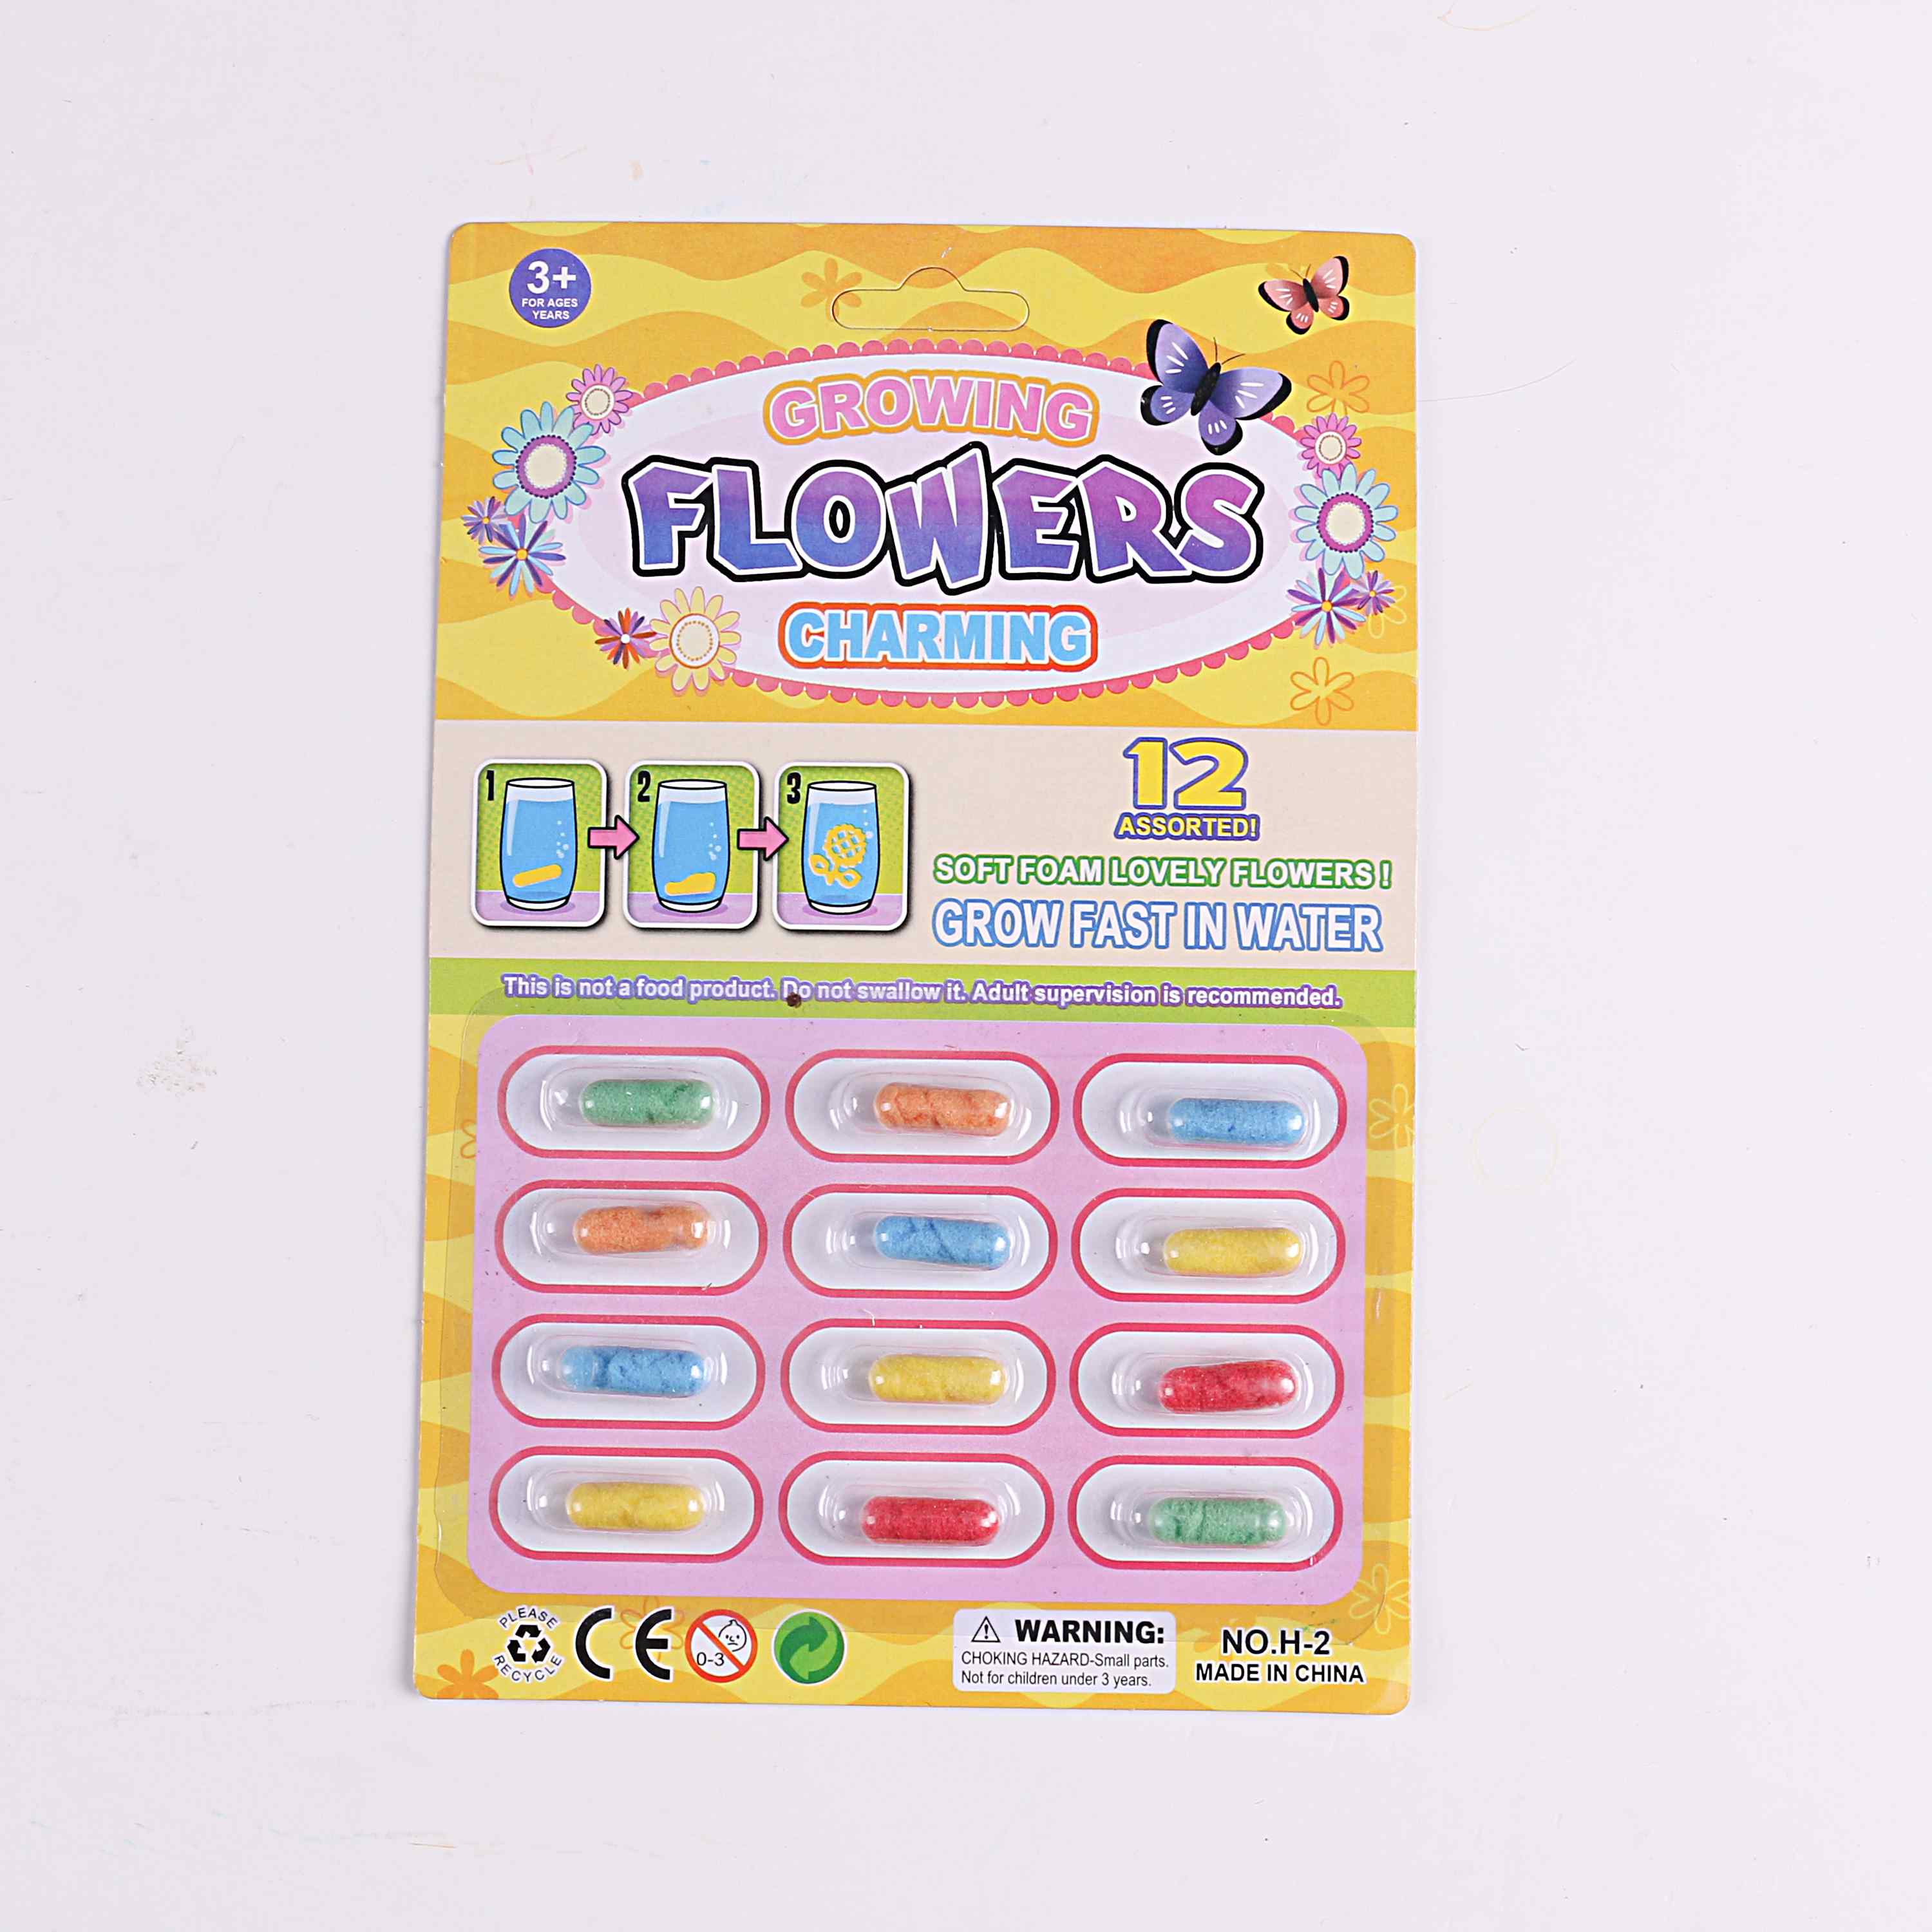 3+
FOR AGES
YEARS
GROWING
FLOWERS
CHARMING
1
2
3
12
ASSORTED!
SOFT FOAM LOVELY FLOWERS !
GROW FAST IN WATER
This is not a food product. Do not swallow it. Adult supervision is recommended.
PLEASE
RECYCLE
CE
0-3
WARNING:
CHOKING HAZARD-Small parts.
Not for children under 3 years.
NO.H-2
MADE IN CHINA